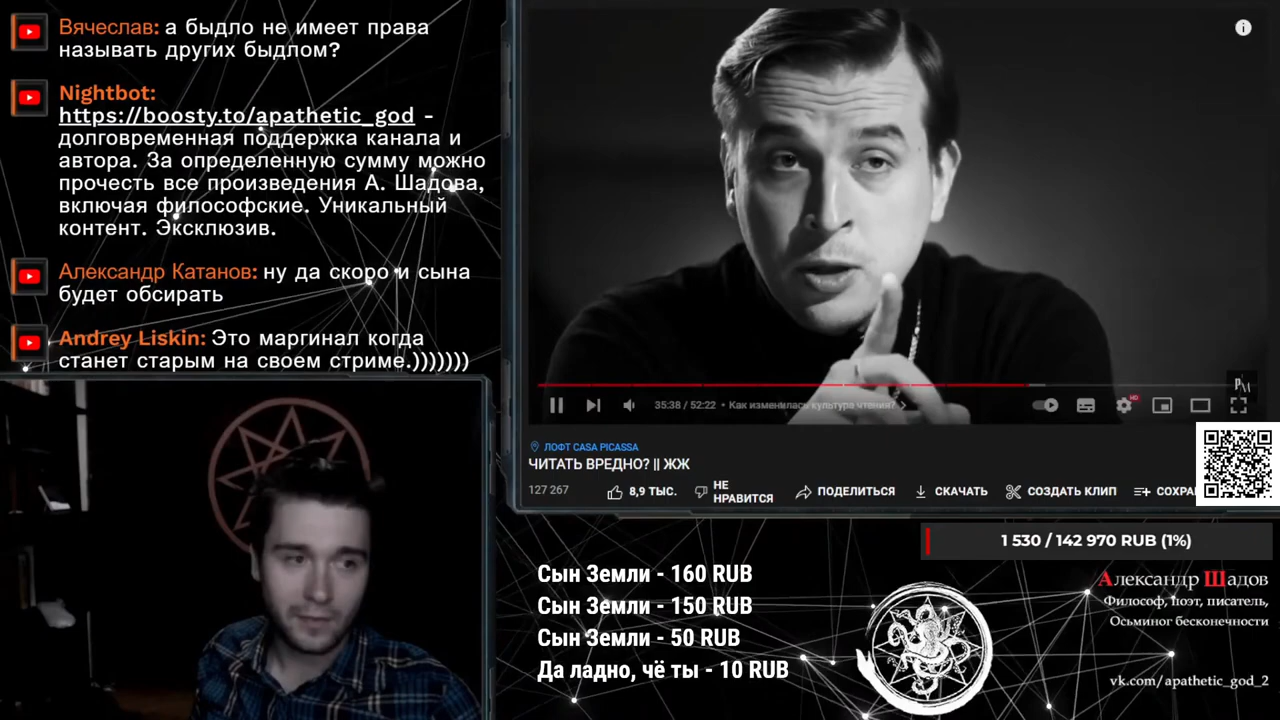 Вячеслав: а быдло не имеет права
называть других быдлом?
Nightbot:
https://boosty.to/apathetic_god -
долговременная поддержка канала и
автора. За определенную сумму можно
прочесть все произведения А. Шадова,
включая философские. Уникальный
контент. Эксклюзив.
Александр Катанов: ну да скоро и сына
будет обсирать
Andrey Liskin: Это маргинал когда
станет старым на своем стриме.)))))))
35:38 / 52:22 • Как изменилась культура чтения?
HD
ЛОФТ CASA PICASSA
ЧИТАТЬ ВРЕДНО? || ЖЖ
127 267
8,9 ТЫС.
НЕ
НРАВИТСЯ
ПОДЕЛИТЬСЯ
СКАЧАТЬ
СОЗДАТЬ КЛИП
1 530 / 142 970 RUB (1%)
Сын Земли - 160 RUB
Сын Земли - 150 RUB
Сын Земли - 50 RUB
Да ладно, чё ты - 10 RUB
Александр Шадов
Философ, поэт, писатель,
Осьминог бесконечности
vk.com/apathetic_god_2